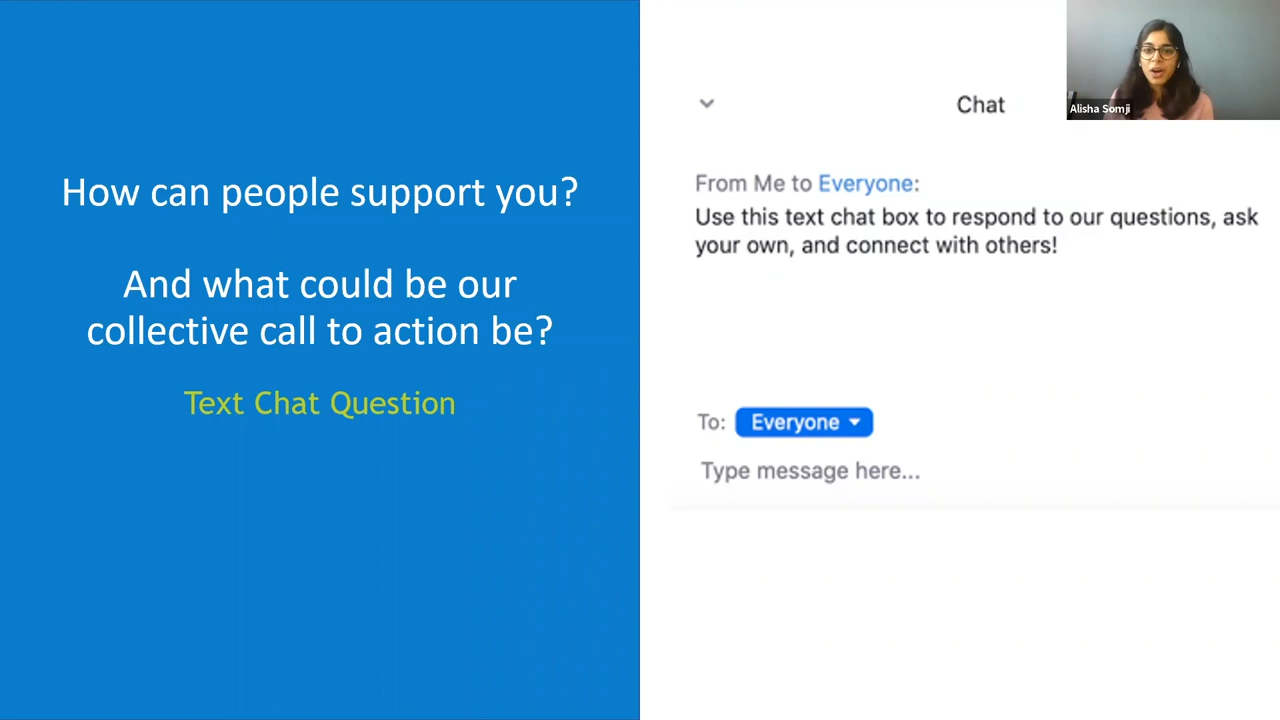 How can people support you?
And what could be our
collective call to action be?
Text Chat Question
Chat
From Me to Everyone:
Use this text chat box to respond to our questions, ask
your own, and connect with others!
To: Everyone
Type message here...
Alisha Somji